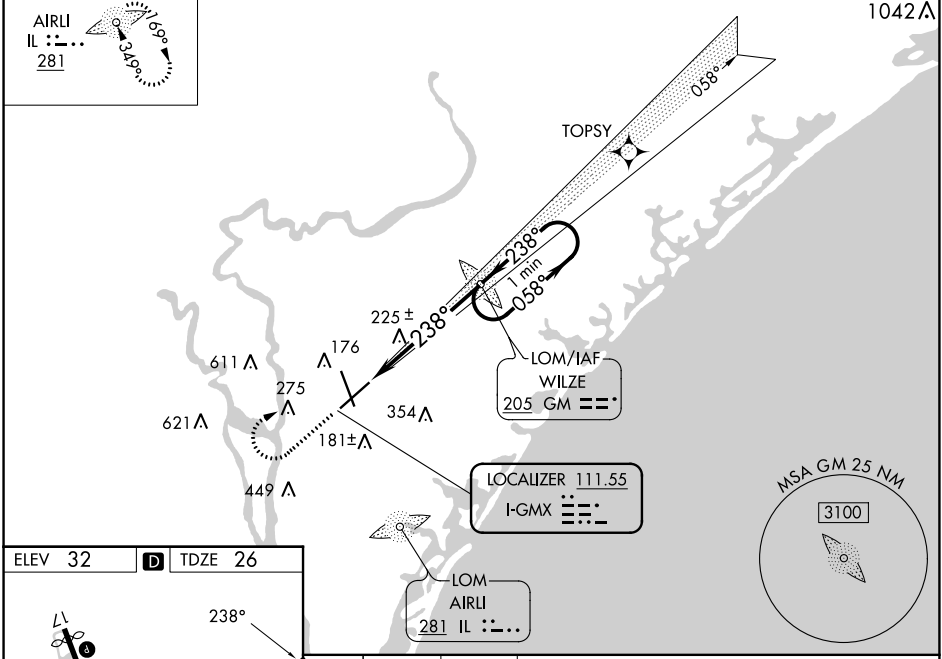 AIRLI
IL
281
169°
349°
1042
058°
TOPSY
238°
1 min
058°
238°
225 ±
176
611
275
621
354
181±
449
LOM/IAF
WILZE
205 GM
LOCALIZER 111.55
I-GMX
MSA GM 25 NM
3100
LOM
AIRLI
281 IL
ELEV 32
D
TDZE 26
17
P
238°